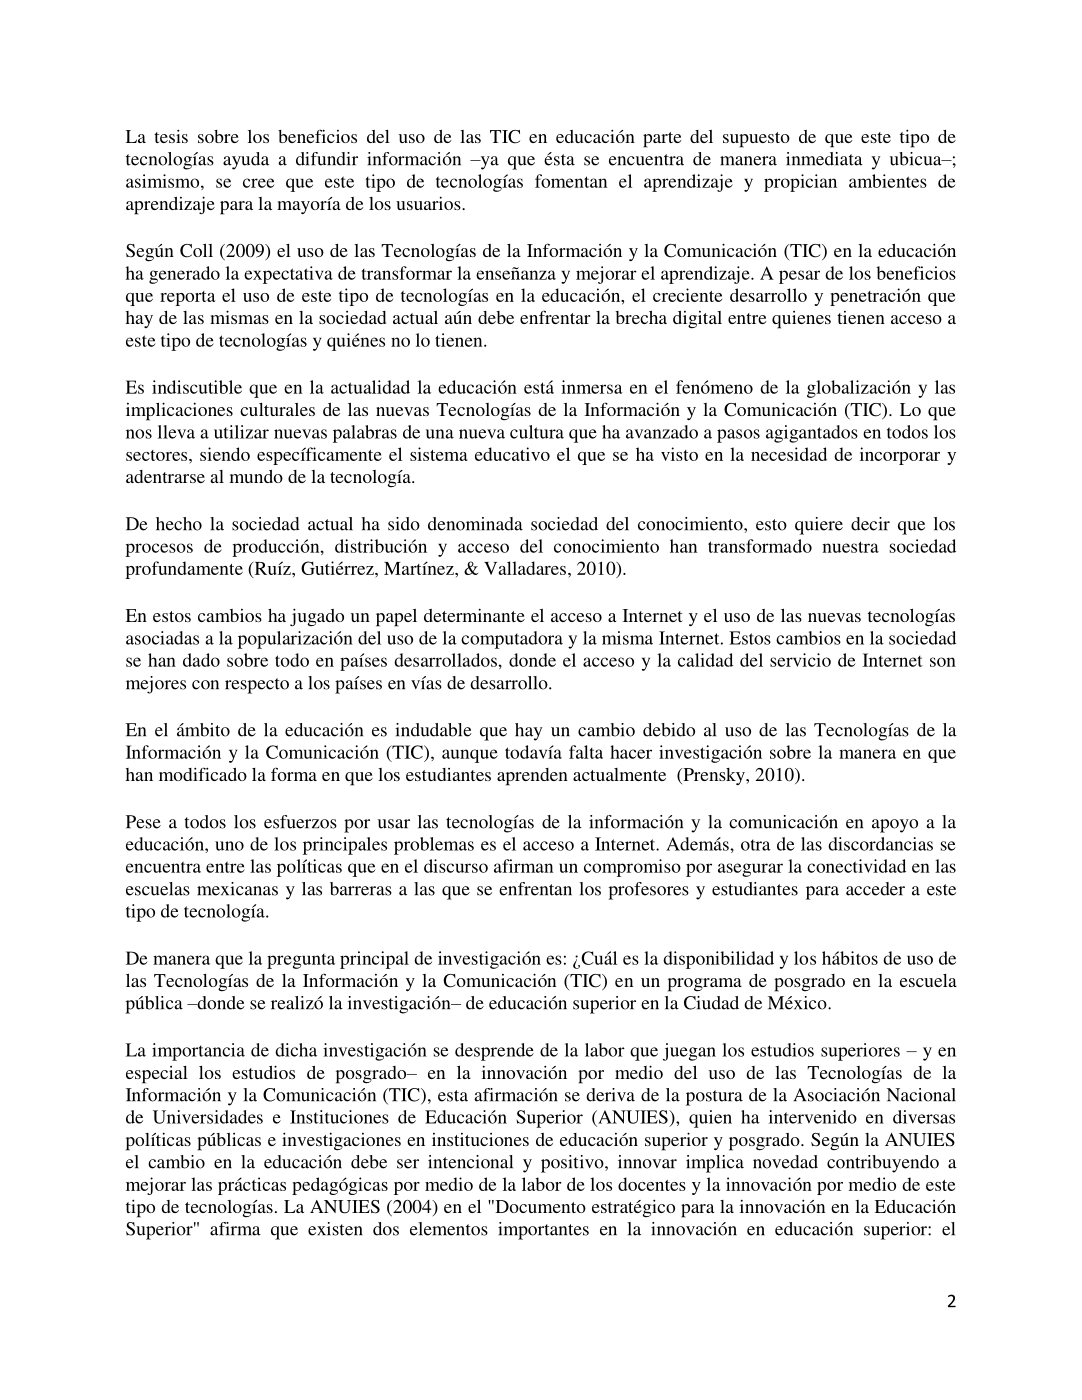 La tesis sobre los beneficios del uso de las TIC en educación parte del supuesto de que este tipo de
tecnologías ayuda a difundir información –ya que ésta se encuentra de manera inmediata y ubicua–;
asimismo, se cree que este tipo de tecnologías fomentan el aprendizaje y propician ambientes de
aprendizaje para la mayoría de los usuarios.
Según Coll (2009) el uso de las Tecnologías de la Información y la Comunicación (TIC) en la educación
ha generado la expectativa de transformar la enseñanza y mejorar el aprendizaje. A pesar de los beneficios
que reporta el uso de este tipo de tecnologías en la educación, el creciente desarrollo y penetración que
hay de las mismas en la sociedad actual aún debe enfrentar la brecha digital entre quienes tienen acceso a
este tipo de tecnologías y quiénes no lo tienen.
Es indiscutible que en la actualidad la educación está inmersa en el fenómeno de la globalización y las
implicaciones culturales de las nuevas Tecnologías de la Información y la Comunicación (TIC). Lo que
nos lleva a utilizar nuevas palabras de una nueva cultura que ha avanzado a pasos agigantados en todos los
sectores, siendo específicamente el sistema educativo el que se ha visto en la necesidad de incorporar y
adentrarse al mundo de la tecnología.
De hecho la sociedad actual ha sido denominada sociedad del conocimiento, esto quiere decir que los
procesos de producción, distribución y acceso del conocimiento han transformado nuestra sociedad
profundamente (Ruíz, Gutiérrez, Martínez, & Valladares, 2010).
En estos cambios ha jugado un papel determinante el acceso a Internet y el uso de las nuevas tecnologías
asociadas a la popularización del uso de la computadora y la misma Internet. Estos cambios en la sociedad
se han dado sobre todo en países desarrollados, donde el acceso y la calidad del servicio de Internet son
mejores con respecto a los países en vías de desarrollo.
En el ámbito de la educación es indudable que hay un cambio debido al uso de las Tecnologías de la
Información y la Comunicación (TIC), aunque todavía falta hacer investigación sobre la manera en que
han modificado la forma en que los estudiantes aprenden actualmente  (Prensky, 2010).
Pese a todos los esfuerzos por usar las tecnologías de la información y la comunicación en apoyo a la
educación, uno de los principales problemas es el acceso a Internet. Además, otra de las discordancias se
encuentra entre las políticas que en el discurso afirman un compromiso por asegurar la conectividad en las
escuelas mexicanas y las barreras a las que se enfrentan los profesores y estudiantes para acceder a este
tipo de tecnología.
De manera que la pregunta principal de investigación es: ¿Cuál es la disponibilidad y los hábitos de uso de
las Tecnologías de la Información y la Comunicación (TIC) en un programa de posgrado en la escuela
pública –donde se realizó la investigación– de educación superior en la Ciudad de México.
La importancia de dicha investigación se desprende de la labor que juegan los estudios superiores – y en
especial los estudios de posgrado– en la innovación por medio del uso de las Tecnologías de la
Información y la Comunicación (TIC), esta afirmación se deriva de la postura de la Asociación Nacional
de Universidades e Instituciones de Educación Superior (ANUIES), quien ha intervenido en diversas
políticas públicas e investigaciones en instituciones de educación superior y posgrado. Según la ANUIES
el cambio en la educación debe ser intencional y positivo, innovar implica novedad contribuyendo a
mejorar las prácticas pedagógicas por medio de la labor de los docentes y la innovación por medio de este
tipo de tecnologías. La ANUIES (2004) en el "Documento estratégico para la innovación en la Educación
Superior" afirma que existen dos elementos importantes en la innovación en educación superior: el
2